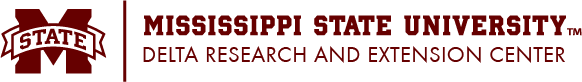 STATE
MISSISSIPPI STATE UNIVERSITY™
DELTA RESEARCH AND EXTENSION CENTER